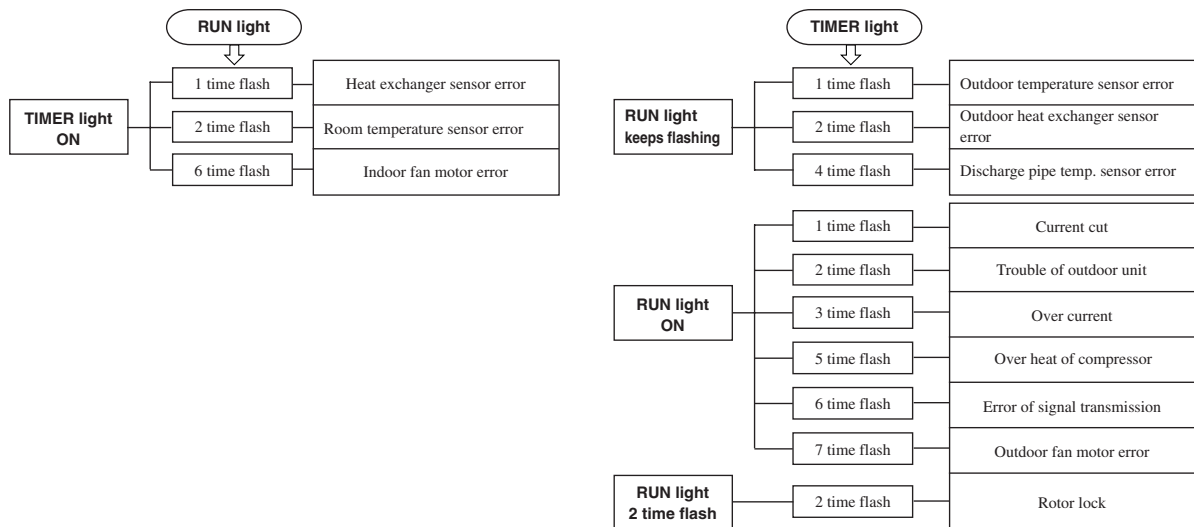 RUN light
1 time flash
Heat exchanger sensor error
TIMER light
ON
2 time flash
Room temperature sensor error
6 time flash
Indoor fan motor error
TIMER light
1 time flash
Outdoor temperature sensor error
RUN light
keeps flashing
2 time flash
Outdoor heat exchanger sensor
error
4 time flash
Discharge pipe temp. sensor error
1 time flash
Current cut
2 time flash
Trouble of outdoor unit
RUN light
ON
3 time flash
Over current
5 time flash
Over heat of compressor
6 time flash
Error of signal transmission
7 time flash
Outdoor fan motor error
RUN light
2 time flash
2 time flash
Rotor lock